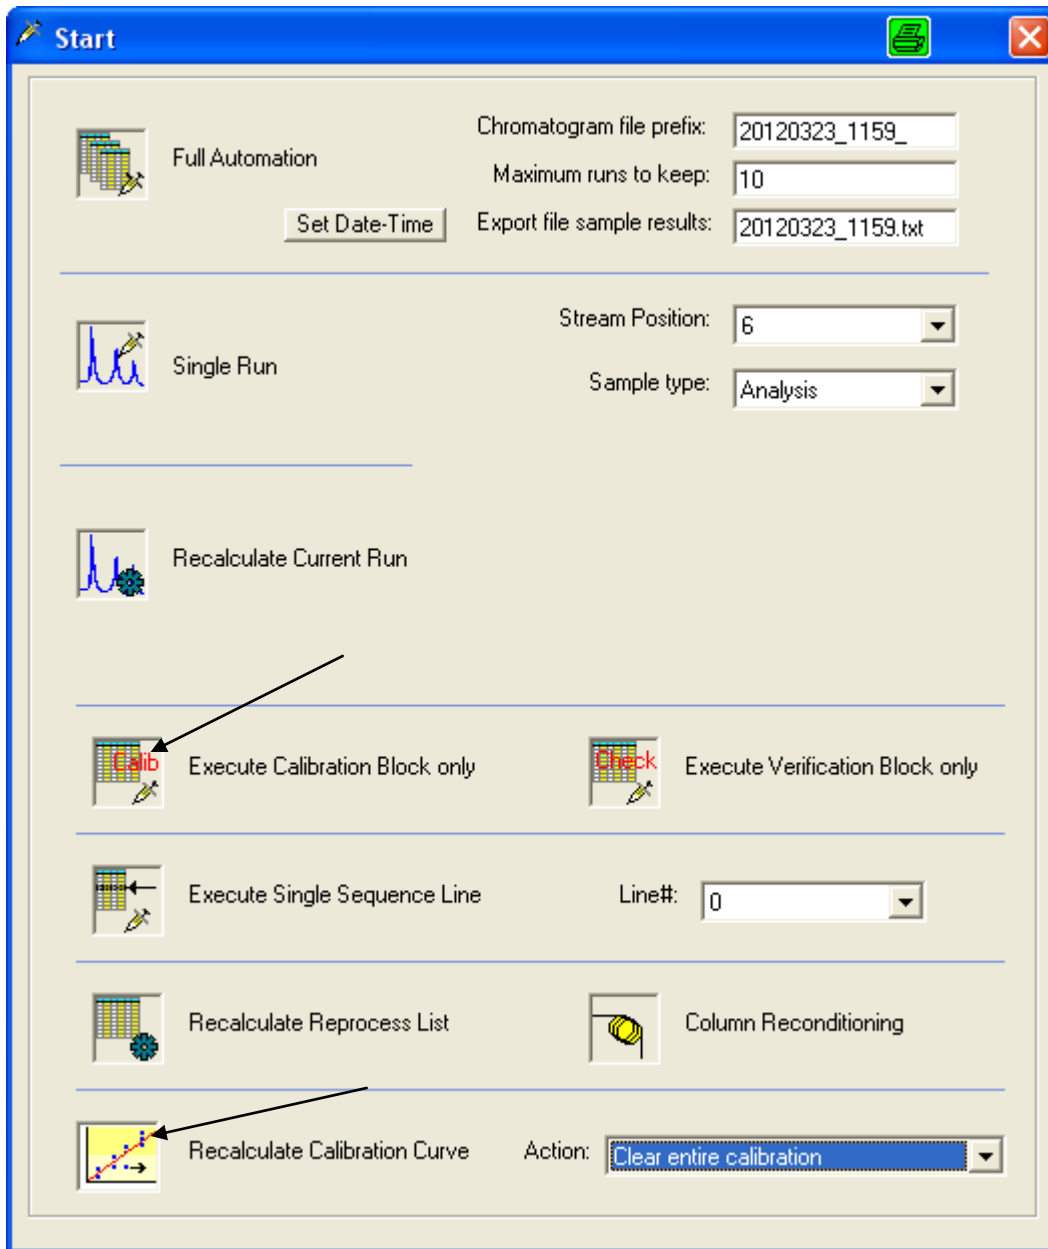 Start
Full Automation
Chromatogram file prefix: 20120323_1159_
Maximum runs to keep: 10
Set Date-Time
Export file sample results: 20120323_1159.txt
Single Run
Stream Position: 6
Sample type: Analysis
Recalculate Current Run
Calib
Execute Calibration Block only
Check
Execute Verification Block only
Execute Single Sequence Line
Line#: 0
Recalculate Reprocess List
Column Reconditioning
Recalculate Calibration Curve
Action: Clear entire calibration